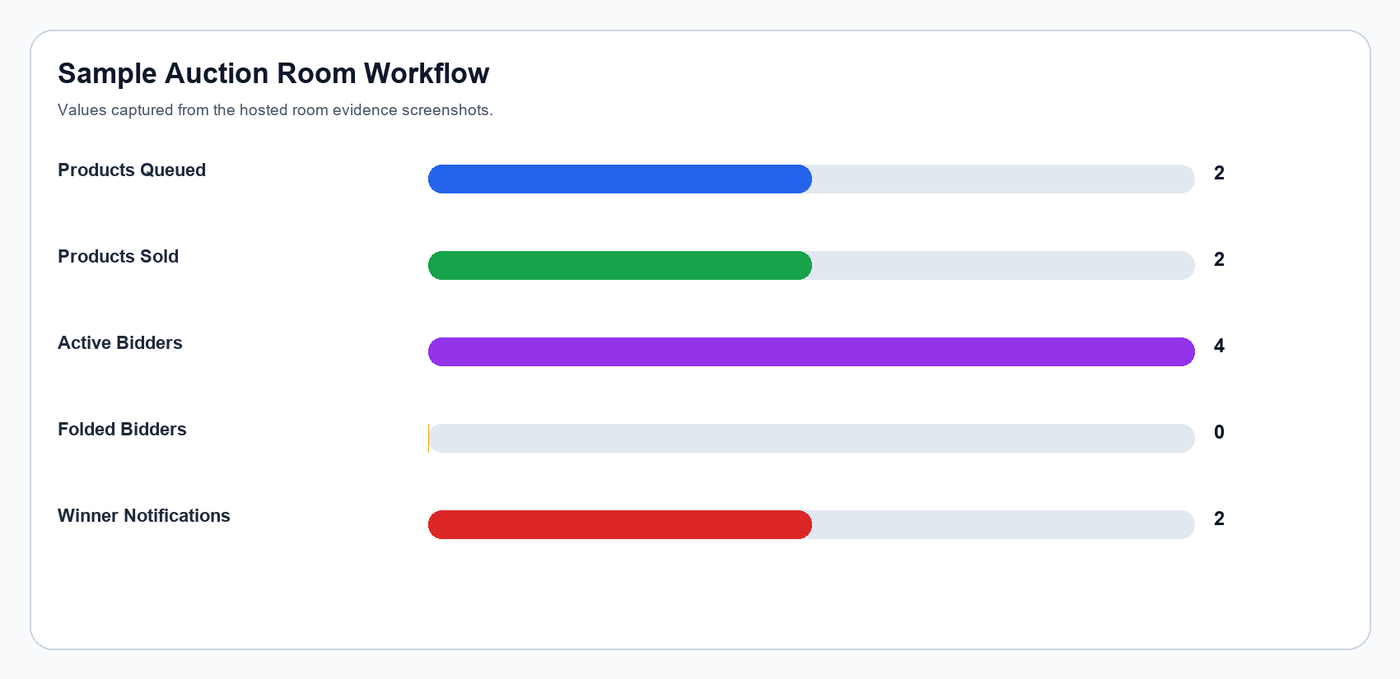 Sample Auction Room Workflow
Values captured from the hosted room evidence screenshots.
Products Queued 2
Products Sold 2
Active Bidders 4
Folded Bidders 0
Winner Notifications 2